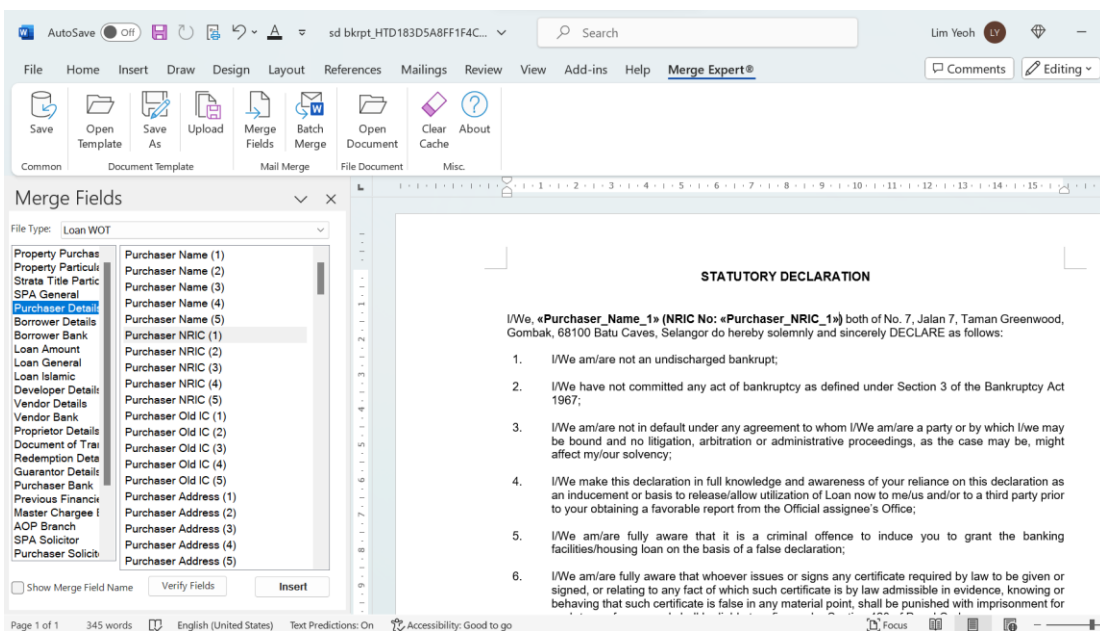 AutoSave Off sd bkrpt_HTD183D5A8FF1F4C... Search Lim Yeoh LY
File Home Insert Draw Design Layout References Mailings Review View Add-ins Help Merge Expert® Comments Editing
Save Open Template Save As Upload Merge Fields Batch Merge Open Document Clear Cache About
Common Document Template Mail Merge File Document Misc.
Merge Fields
File Type: Loan WOT
Property Purchas
Property Particula
Strata Title Partic
SPA General
Purchaser Details
Borrower Details
Borrower Bank
Loan Amount
Loan General
Loan Islamic
Developer Details
Vendor Details
Vendor Bank
Proprietor Details
Document of Tran
Redemption Deta
Guarantor Details
Purchaser Bank
Previous Financie
Master Chargee
AOP Branch
SPA Solicitor
Purchaser Solicito
Purchaser Name (1)
Purchaser Name (2)
Purchaser Name (3)
Purchaser Name (4)
Purchaser Name (5)
Purchaser NRIC (1)
Purchaser NRIC (2)
Purchaser NRIC (3)
Purchaser NRIC (4)
Purchaser NRIC (5)
Purchaser Old IC (1)
Purchaser Old IC (2)
Purchaser Old IC (3)
Purchaser Old IC (4)
Purchaser Old IC (5)
Purchaser Address (1)
Purchaser Address (2)
Purchaser Address (3)
Purchaser Address (4)
Purchaser Address (5)
Show Merge Field Name Verify Fields Insert
1 2 3 4 5 6 7 8 9 10 11 12 13 14 15
STATUTORY DECLARATION
I/We, «Purchaser_Name_1» (NRIC No: «Purchaser_NRIC_1») both of No. 7, Jalan 7, Taman Greenwood,
Gombak, 68100 Batu Caves, Selangor do hereby solemnly and sincerely DECLARE as follows:
1. I/We am/are not an undischarged bankrupt;
2. I/We have not committed any act of bankruptcy as defined under Section 3 of the Bankruptcy Act
1967;
3. I/We am/are not in default under any agreement to whom I/We am/are a party or by which I/we may
be bound and no litigation, arbitration or administrative proceedings, as the case may be, might
affect my/our solvency;
4. I/We make this declaration in full knowledge and awareness of your reliance on this declaration as
an inducement or basis to release/allow utilization of Loan now to me/us and/or to a third party prior
to your obtaining a favorable report from the Official assignee's Office;
5. I/We am/are fully aware that it is a criminal offence to induce you to grant the banking
facilities/housing loan on the basis of a false declaration;
6. I/We am/are fully aware that whoever issues or signs any certificate required by law to be given or
signed, or relating to any fact of which such certificate is by law admissible in evidence, knowing or
behaving that such certificate is false in any material point, shall be punished with imprisonment for
Page 1 of 1 345 words English (United States) Text Predictions: On Accessibility: Good to go Focus